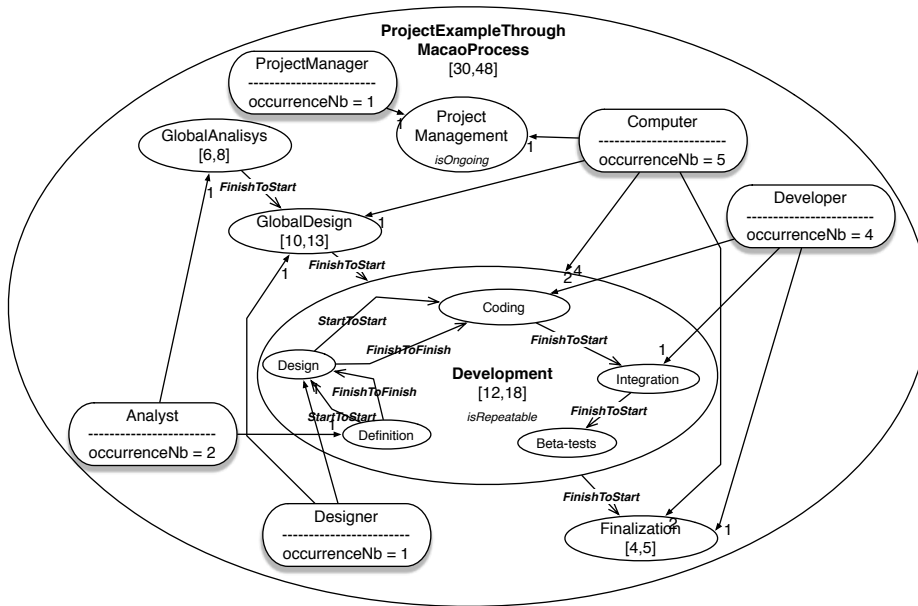 ProjectExampleThrough
MacaoProcess
[30,48]
ProjectManager
-------------------------
occurrenceNb = 1
1
Project
Management
isOngoing
1
Computer
-------------------------
occurrenceNb = 5
GlobalAnalisys
[6,8]
1
FinishToStart
Developer
-------------------------
occurrenceNb = 4
GlobalDesign
[10,13]
1
1
FinishToStart
4
2
Coding
StartToStart
FinishToStart
FinishToFinish
1
Design
Development
[12,18]
isRepeatable
Integration
FinishToFinish
StartToStart
1
Definition
FinishToStart
Beta-tests
Analyst
-------------------------
occurrenceNb = 2
FinishToStart
Designer
-------------------------
occurrenceNb = 1
Finalization
[4,5]
2
1